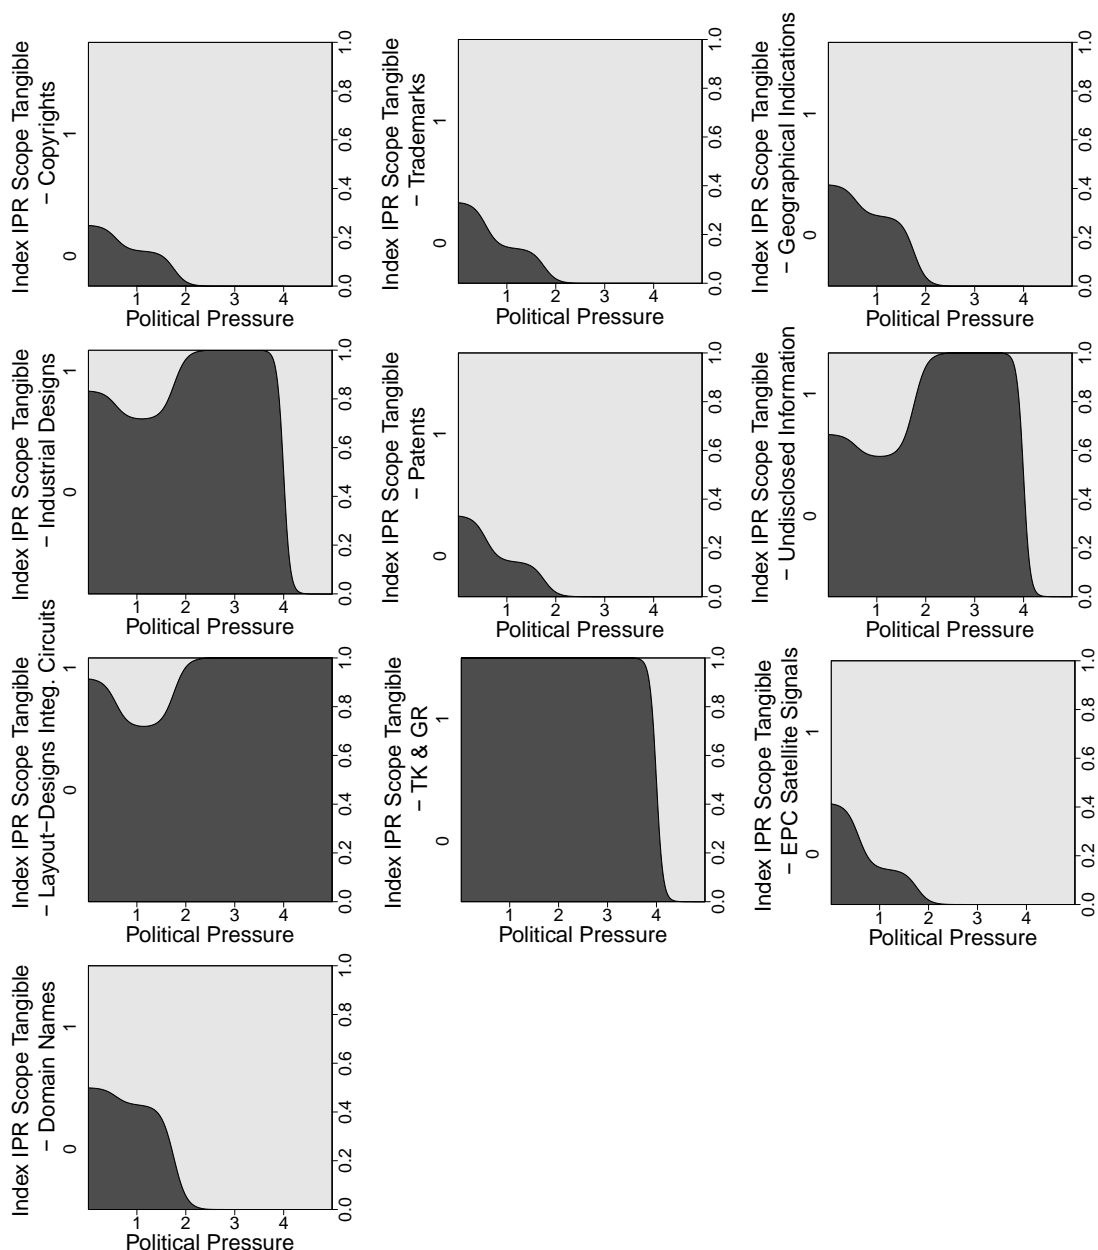 Index IPR Scope Tangible
− Copyrights
0 1
0.0 0.2 0.4 0.6 0.8 1.0
1 2 3 4
Political Pressure
Index IPR Scope Tangible
− Trademarks
0 1
0.0 0.2 0.4 0.6 0.8 1.0
1 2 3 4
Political Pressure
Index IPR Scope Tangible
− Geographical Indications
0 1
0.0 0.2 0.4 0.6 0.8 1.0
1 2 3 4
Political Pressure
Index IPR Scope Tangible
− Industrial Designs
0 1
0.0 0.2 0.4 0.6 0.8 1.0
1 2 3 4
Political Pressure
Index IPR Scope Tangible
− Patents
0 1
0.0 0.2 0.4 0.6 0.8 1.0
1 2 3 4
Political Pressure
Index IPR Scope Tangible
− Undisclosed Information
0 1
0.0 0.2 0.4 0.6 0.8 1.0
1 2 3 4
Political Pressure
Index IPR Scope Tangible
− Layout−Designs Integ. Circuits
0 1
0.0 0.2 0.4 0.6 0.8 1.0
1 2 3 4
Political Pressure
Index IPR Scope Tangible
− TK & GR
0 1
0.0 0.2 0.4 0.6 0.8 1.0
1 2 3 4
Political Pressure
Index IPR Scope Tangible
− EPC Satellite Signals
0 1
0.0 0.2 0.4 0.6 0.8 1.0
1 2 3 4
Political Pressure
Index IPR Scope Tangible
− Domain Names
0 1
0.0 0.2 0.4 0.6 0.8 1.0
1 2 3 4
Political Pressure